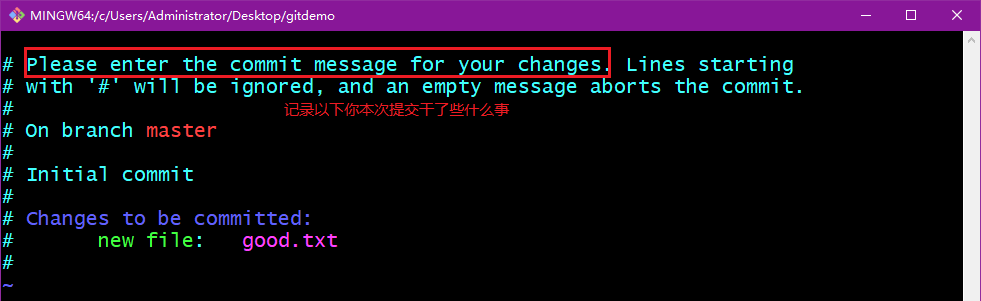 MINGW64:/c/Users/Administrator/Desktop/gitdemo
# Please enter the commit message for your changes. Lines starting
# with '#' will be ignored, and an empty message aborts the commit.
#
记录以下你本次提交干了些什么事
# On branch master
#
# Initial commit
#
# Changes to be committed:
#       new file:   good.txt
#
~